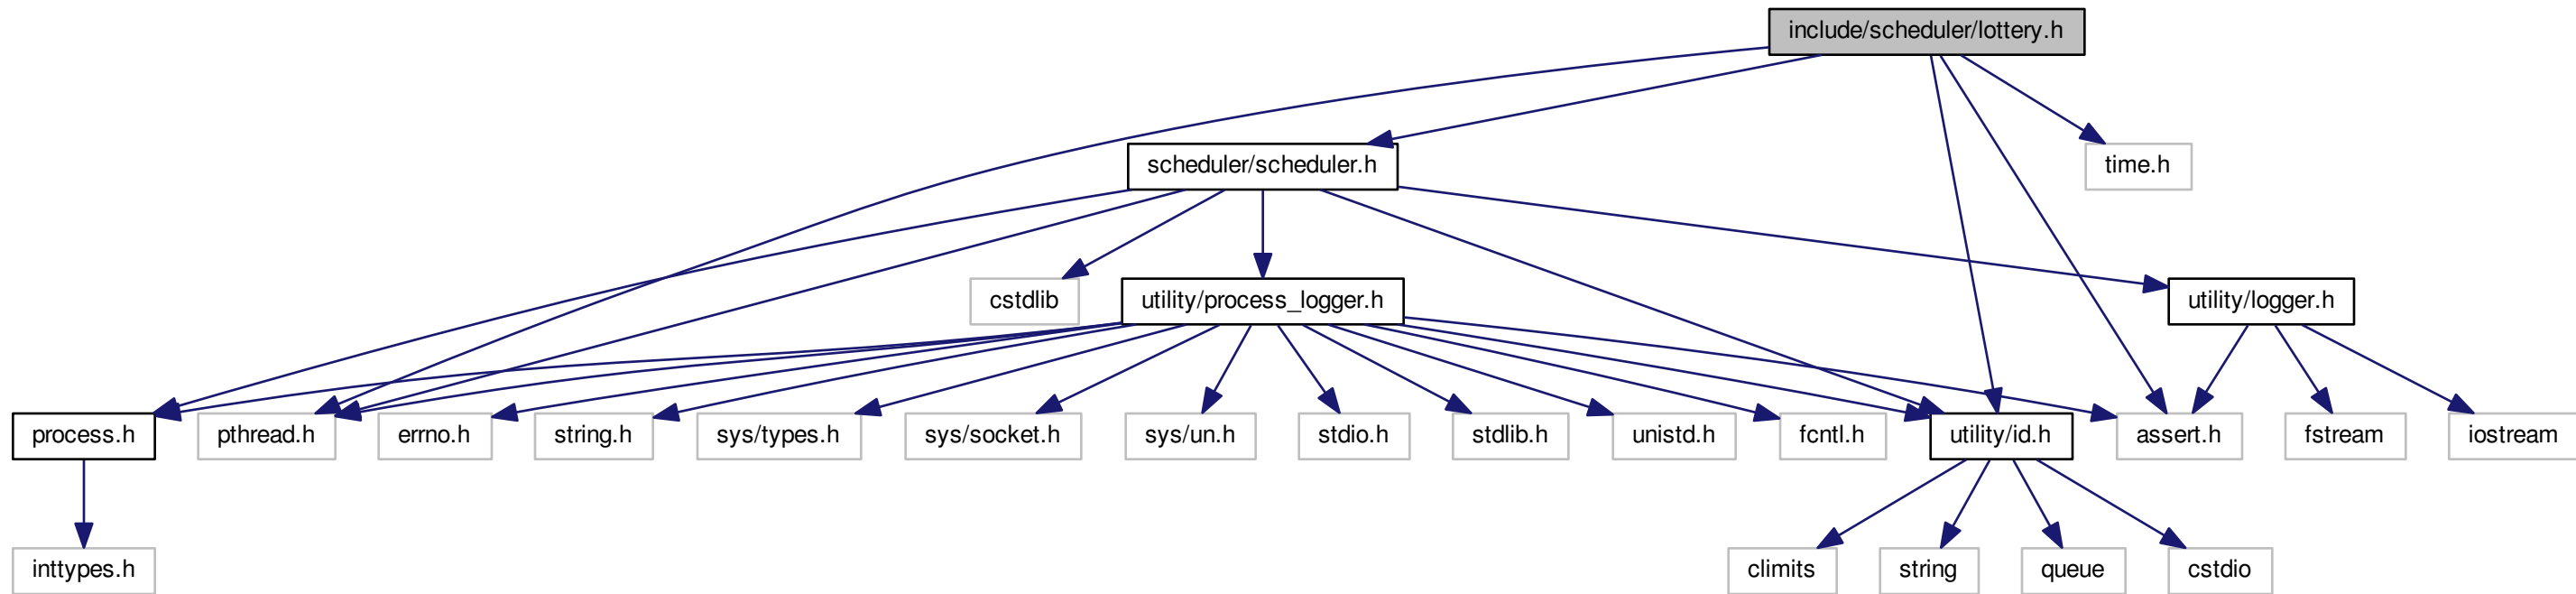 include/scheduler/lottery.h
scheduler/scheduler.h
time.h
cstdlib
utility/process_logger.h
utility/logger.h
process.h
pthread.h
errno.h
string.h
sys/types.h
sys/socket.h
sys/un.h
stdio.h
stdlib.h
unistd.h
fcntl.h
utility/id.h
assert.h
fstream
iostream
inttypes.h
climits
string
queue
cstdio